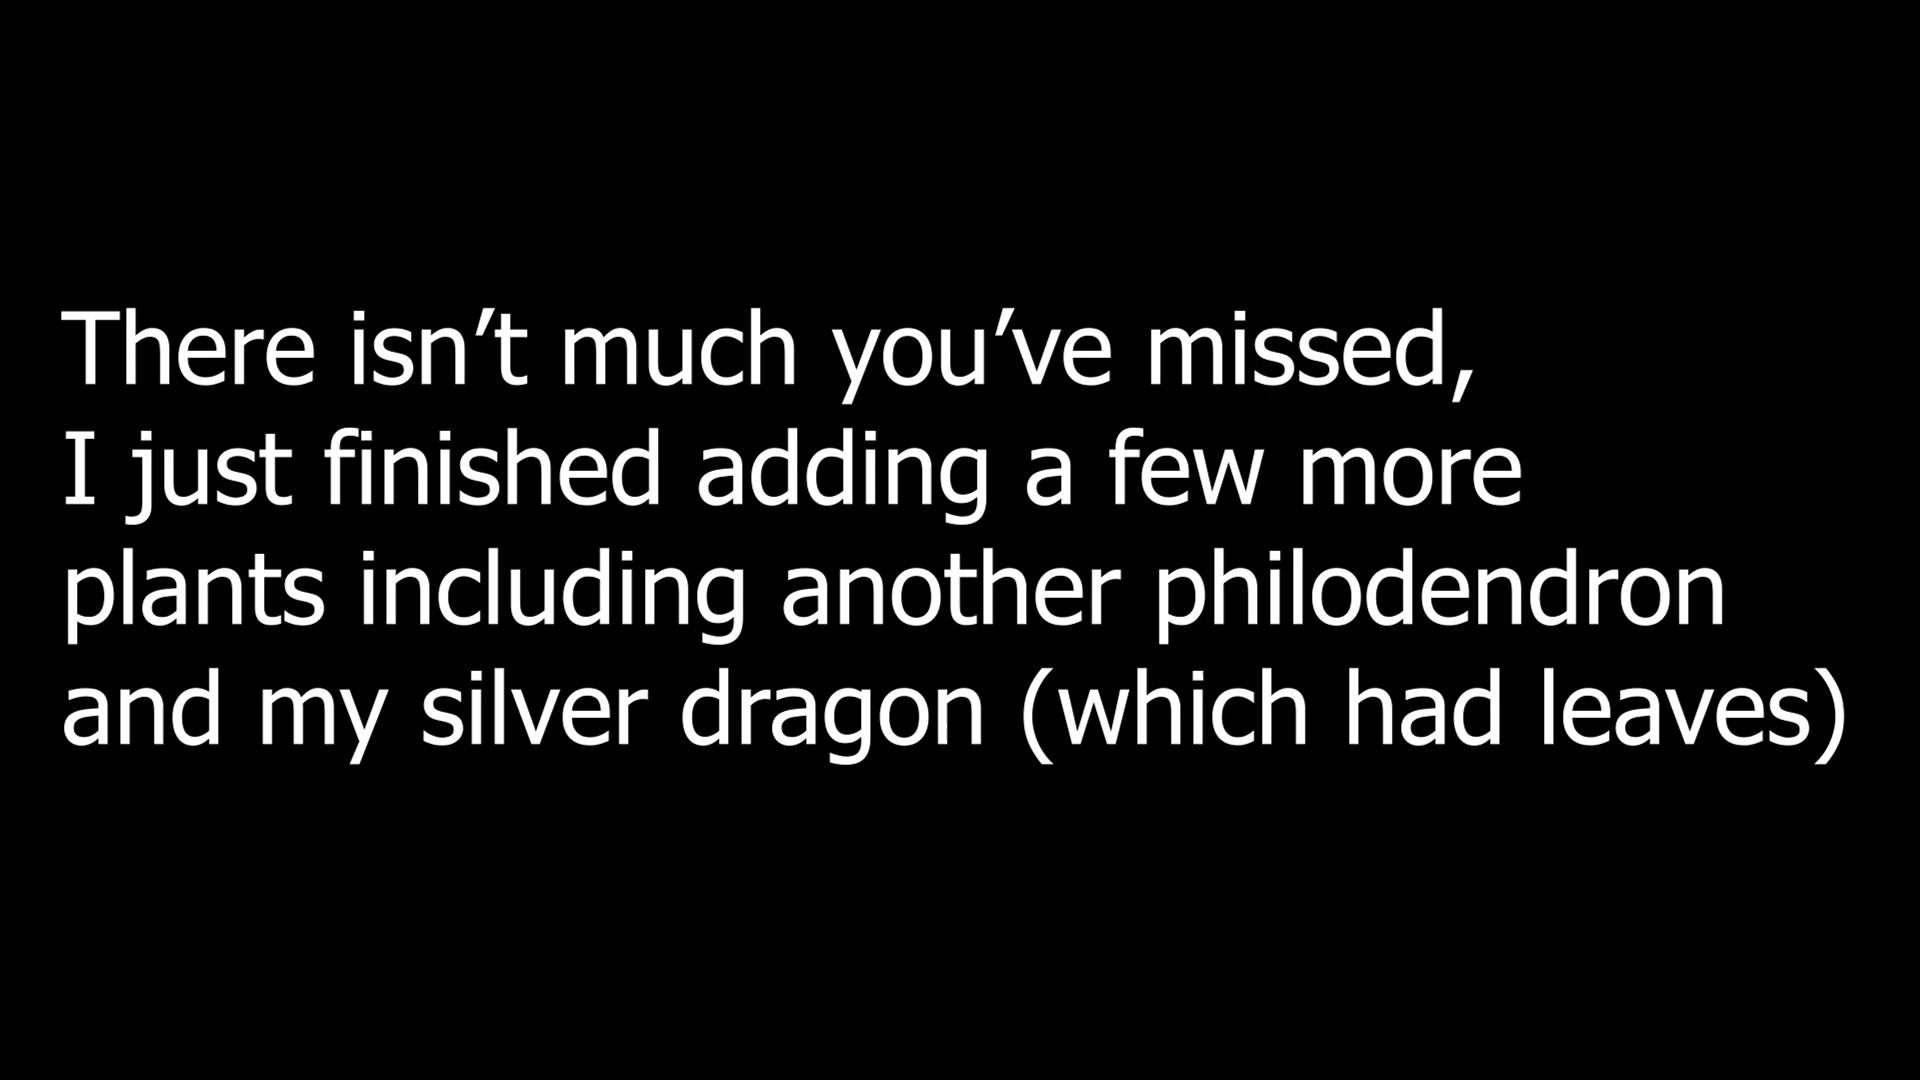 There isn’t much you’ve missed,
I just finished adding a few more
plants including another philodendron
and my silver dragon (which had leaves)